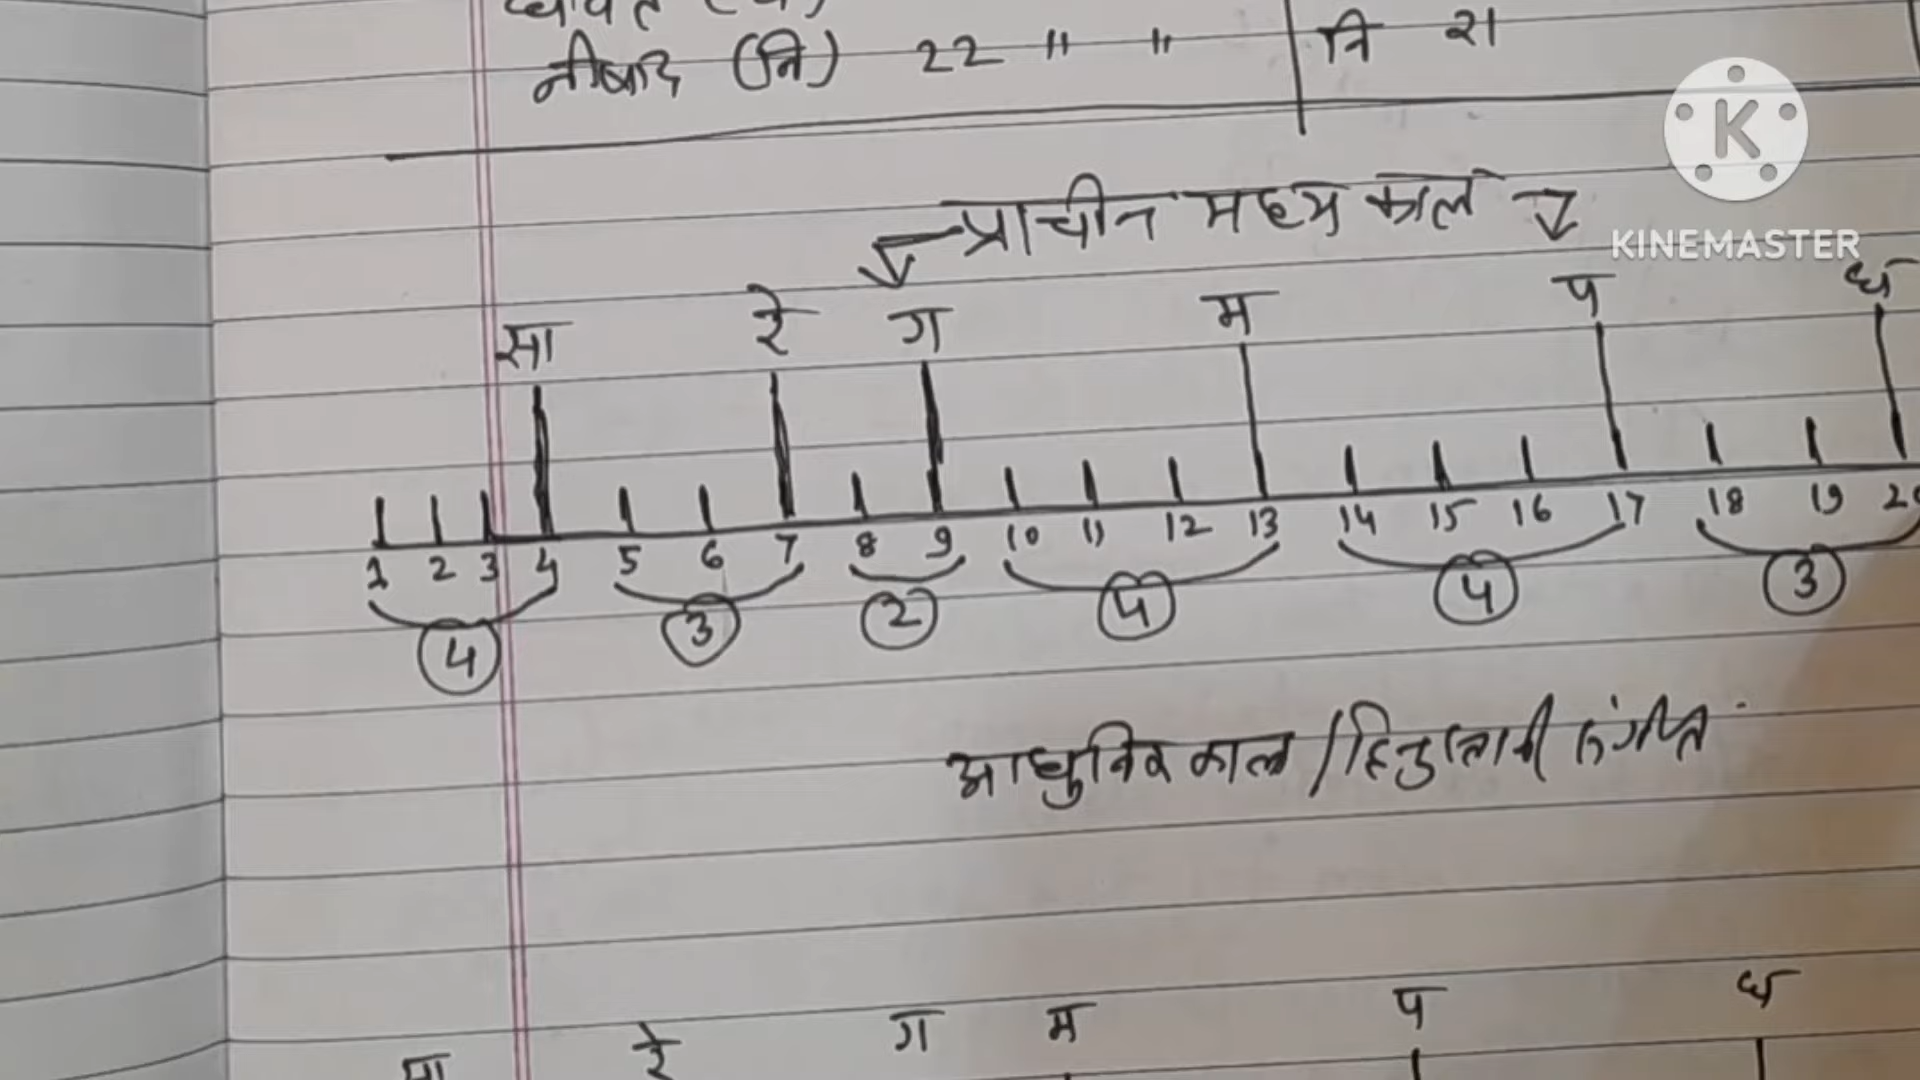 नीषाद (नि) 22 " " नि 21
K
KINEMASTER
प्राचीन मध्य काल
सा रे ग म प ध
1 2 3 4 5 6 7 8 9 10 11 12 13 14 15 16 17 18 19 20
4 3 2 4 4 3
आधुनिक काल / हिन्दुस्तानी संगीत
सा रे ग म प ध